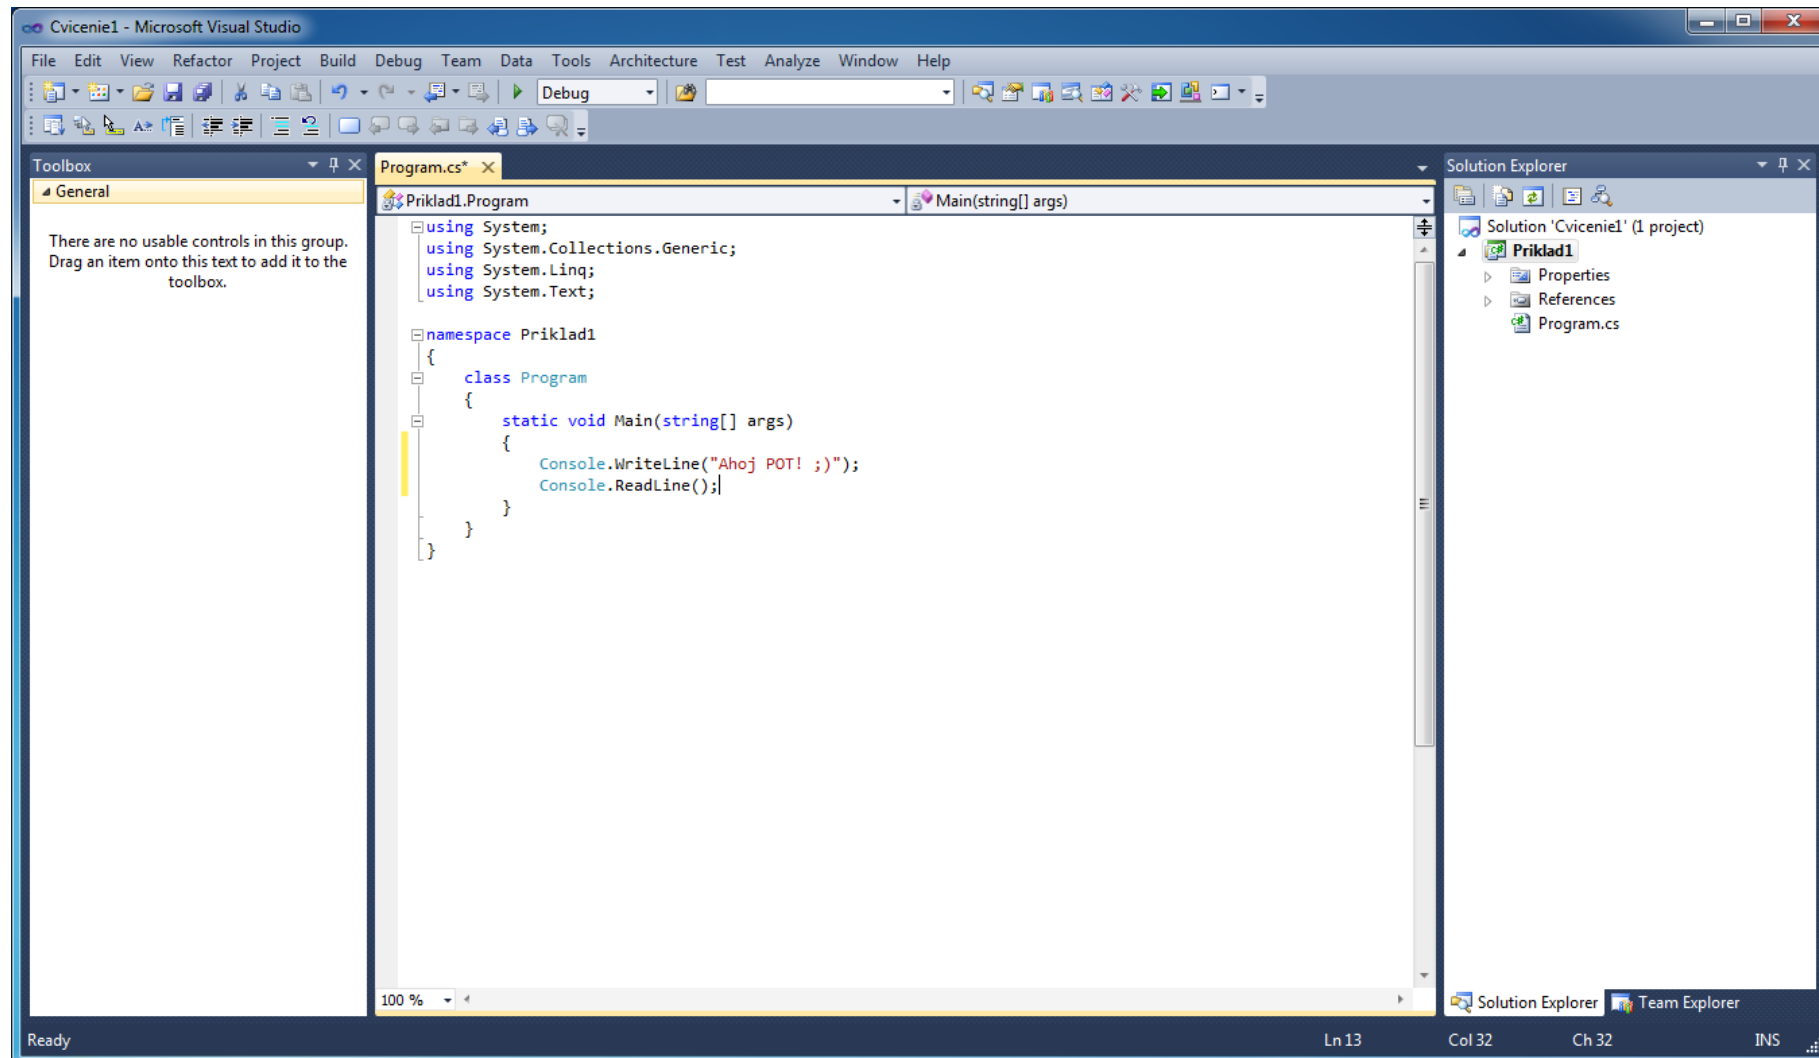 Cvicenie1 - Microsoft Visual Studio
File Edit View Refactor Project Build Debug Team Data Tools Architecture Test Analyze Window Help
Debug
Toolbox
General
There are no usable controls in this group.
Drag an item onto this text to add it to the
toolbox.
Program.cs*
Priklad1.Program
Main(string[] args)
using System;
using System.Collections.Generic;
using System.Linq;
using System.Text;
namespace Priklad1
{
class Program
{
static void Main(string[] args)
{
Console.WriteLine("Ahoj POT! ;)");
Console.ReadLine();
}
}
}
100 %
Solution Explorer
Solution 'Cvicenie1' (1 project)
Priklad1
Properties
References
Program.cs
Solution Explorer Team Explorer
Ready Ln 13 Col 32 Ch 32 INS